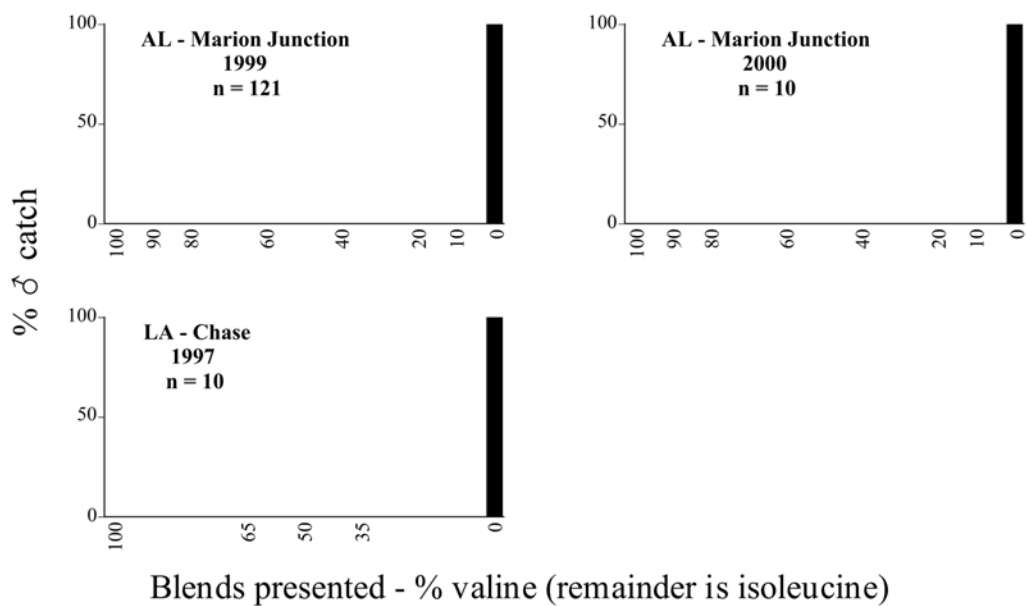 % ♂ catch
100
50
0
AL - Marion Junction
1999
n = 121
100 90 80 60 40 20 10 0
100
50
0
AL - Marion Junction
2000
n = 10
100 90 80 60 40 20 10 0
100
50
0
LA - Chase
1997
n = 10
100 65 50 35 0
Blends presented - % valine (remainder is isoleucine)